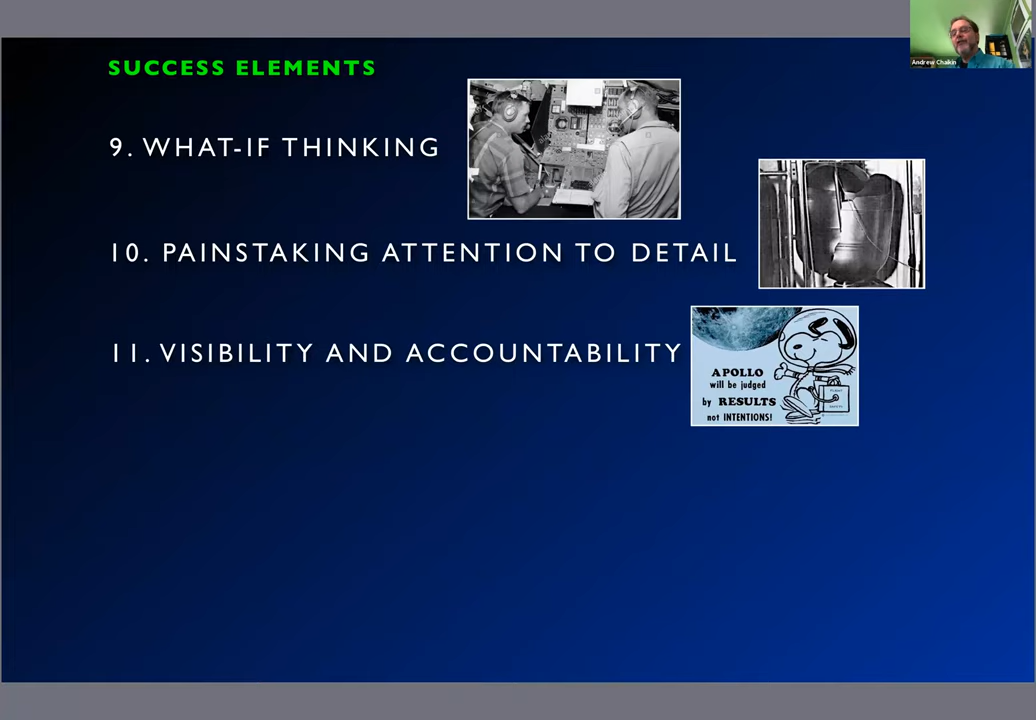 Andrew Chaikin
SUCCESS ELEMENTS
9. WHAT-IF THINKING
10. PAINSTAKING ATTENTION TO DETAIL
11. VISIBILITY AND ACCOUNTABILITY
APOLLO
will be judged
by RESULTS
not INTENTIONS!